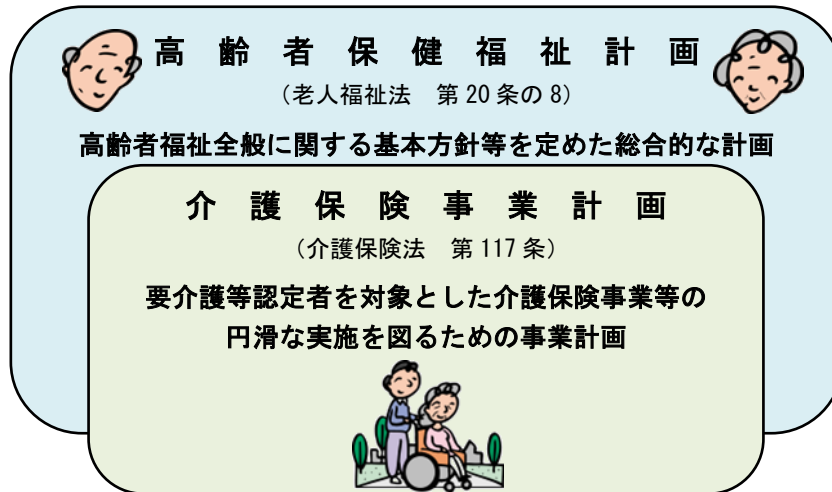 高齢者保健福祉計画
（老人福祉法　第20条の8）
高齢者福祉全般に関する基本方針等を定めた総合的な計画
介護保険事業計画
（介護保険法　第117条）
要介護等認定者を対象とした介護保険事業等の
円滑な実施を図るための事業計画